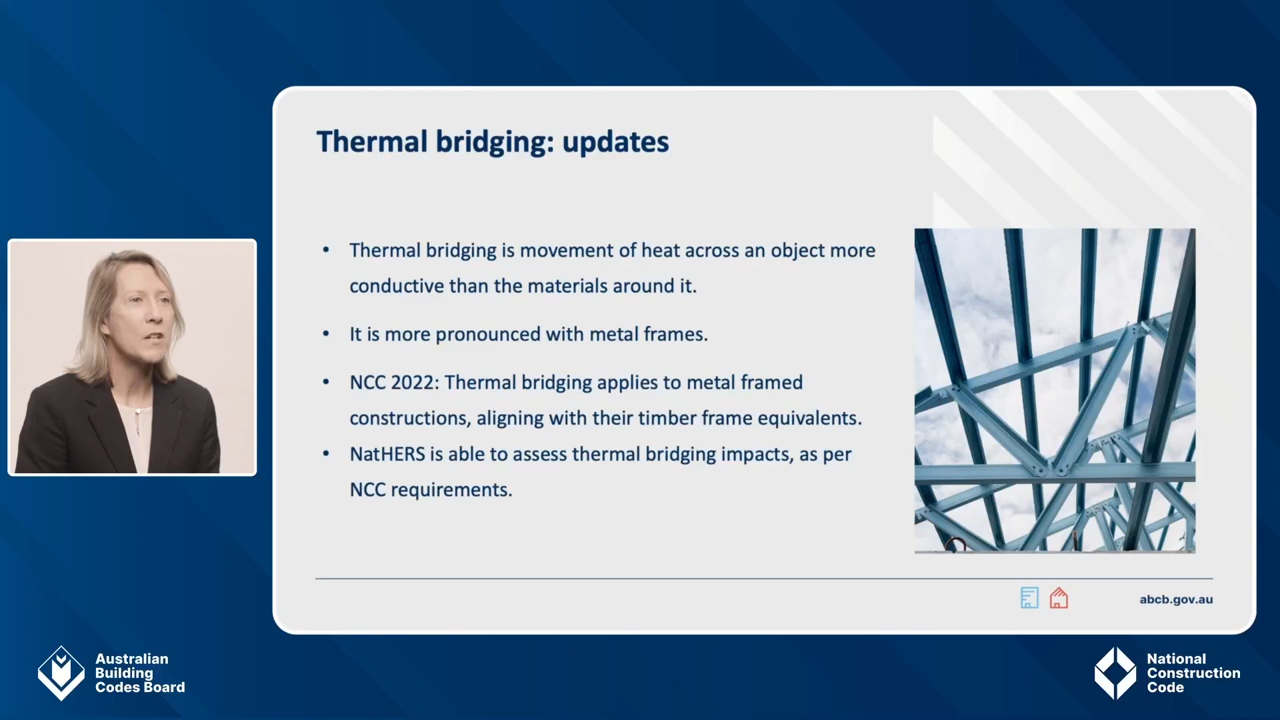 Thermal bridging: updates
• Thermal bridging is movement of heat across an object more
conductive than the materials around it.
• It is more pronounced with metal frames.
• NCC 2022: Thermal bridging applies to metal framed
constructions, aligning with their timber frame equivalents.
• NatHERS is able to assess thermal bridging impacts, as per
NCC requirements.
abcb.gov.au
Australian
Building
Codes Board
National
Construction
Code